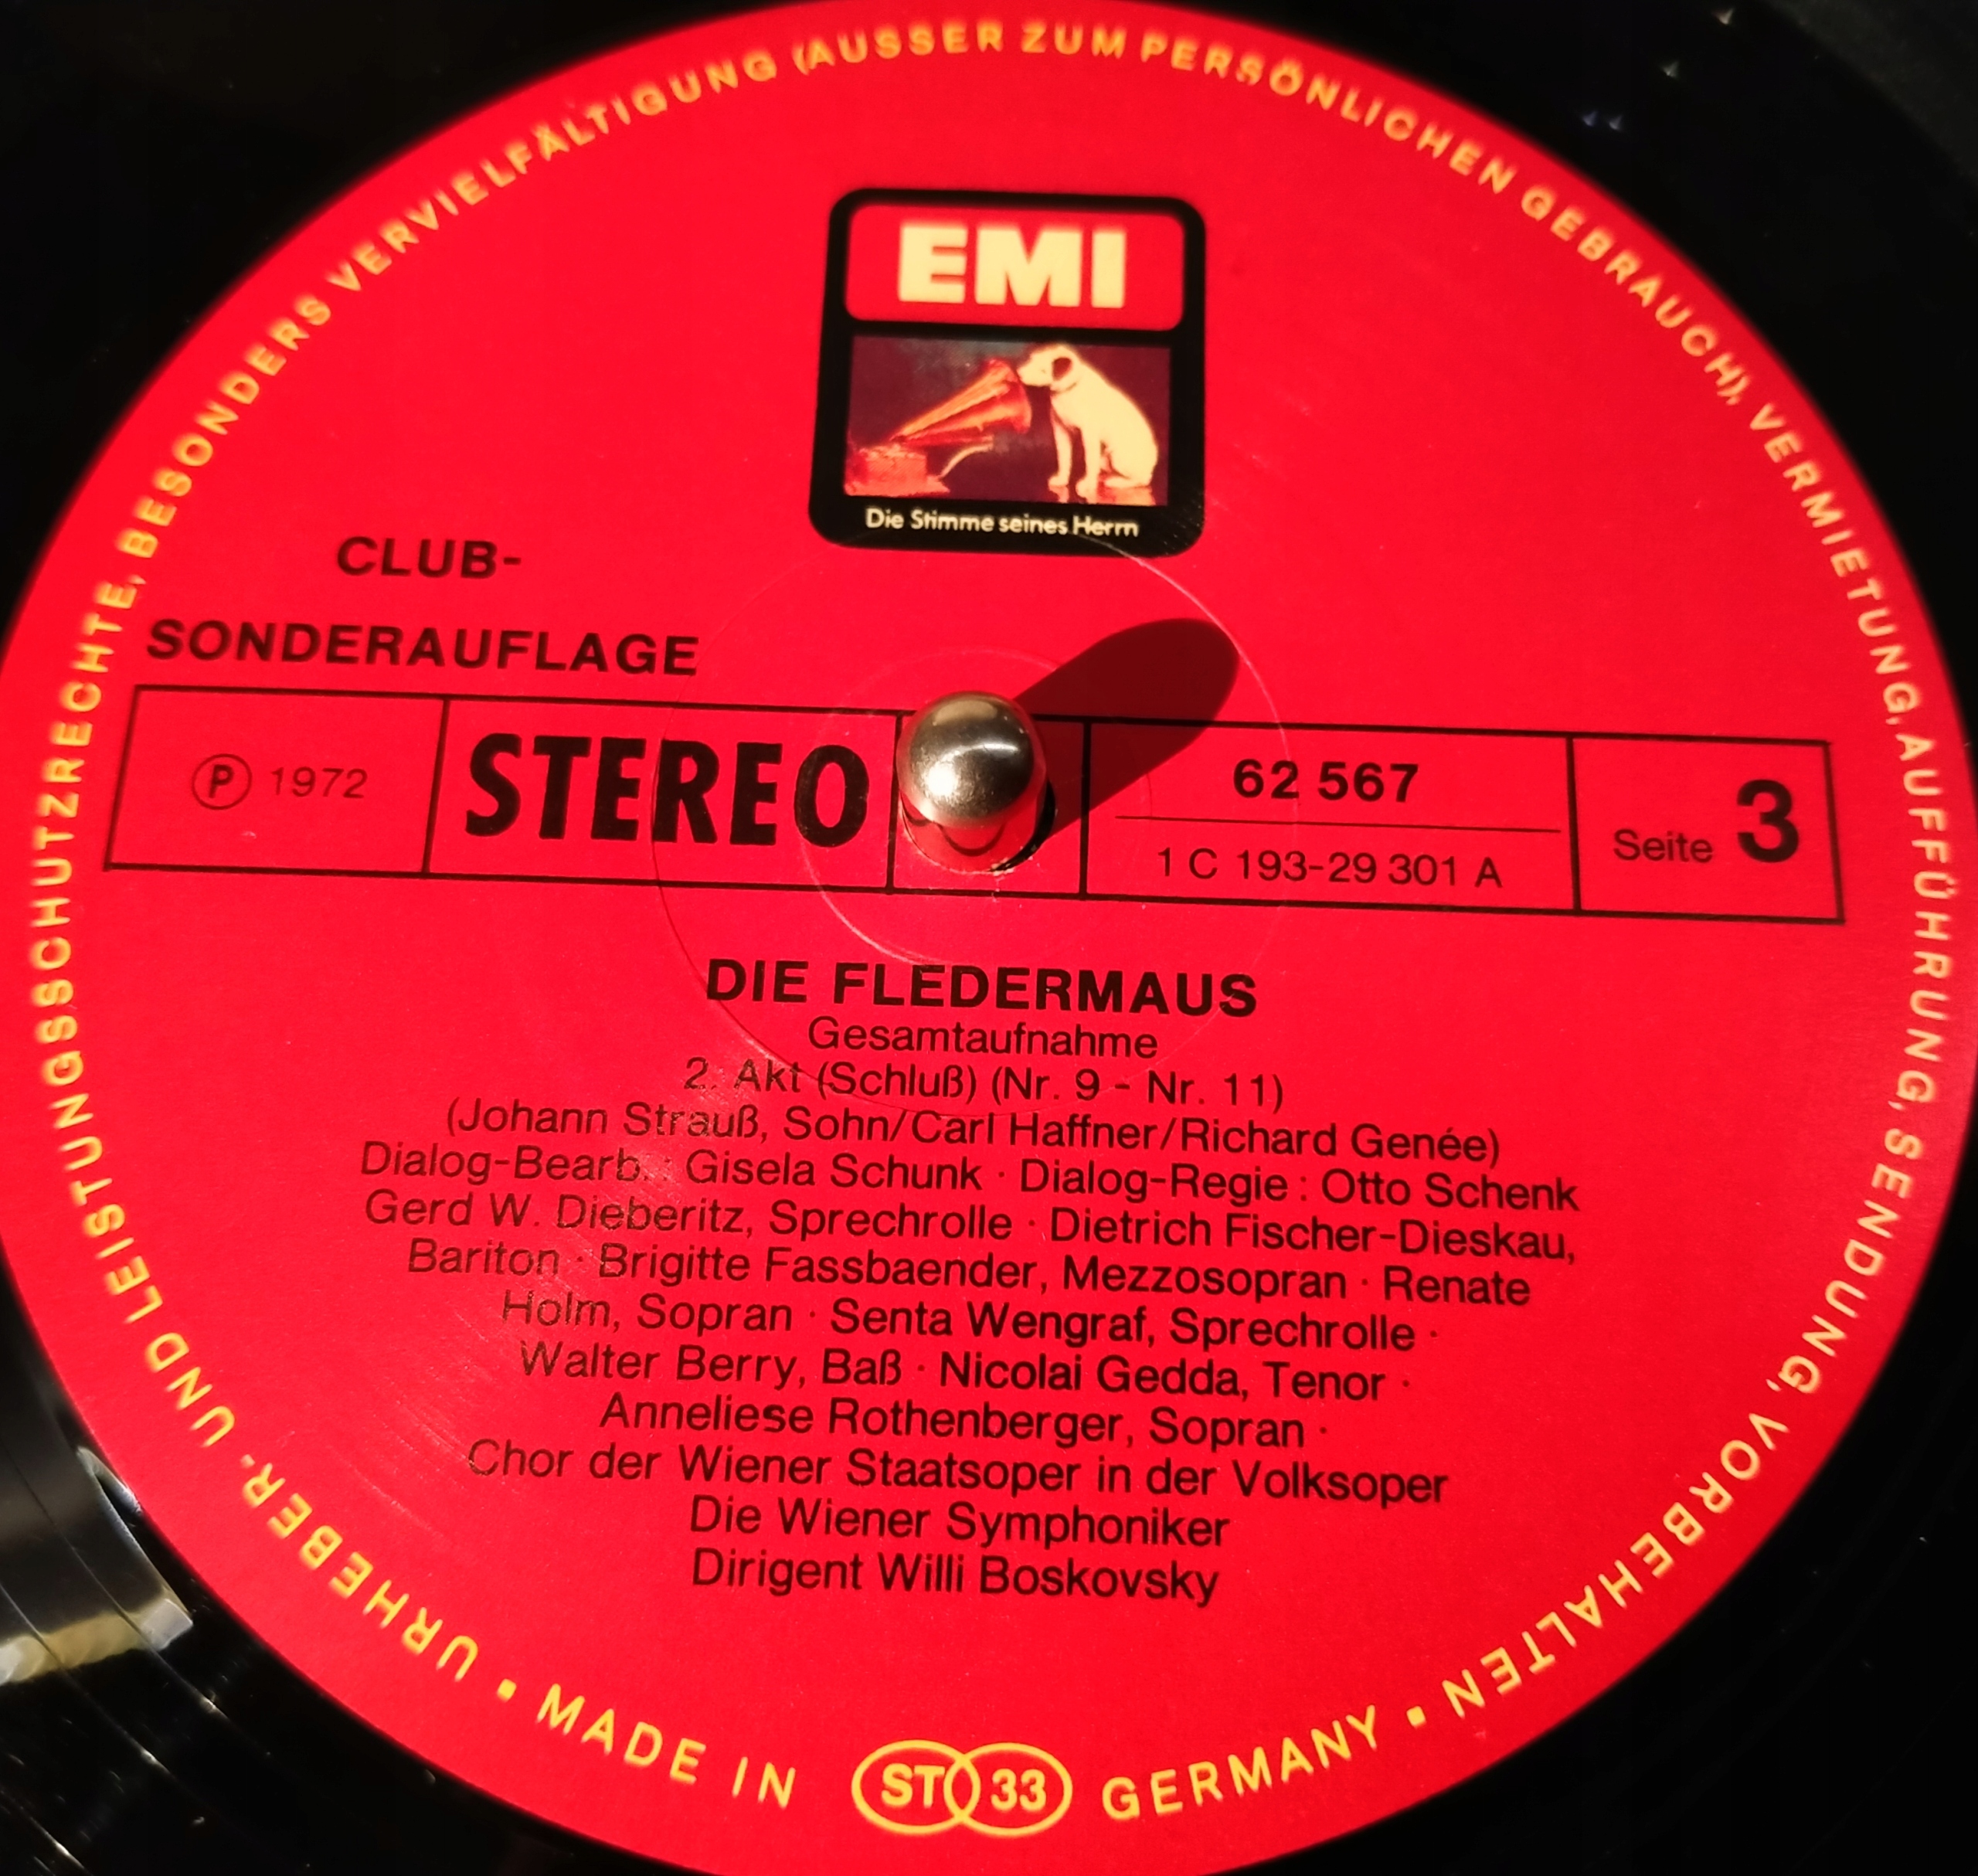 URHEBER- UND LEISTUNGSSCHUTZRECHTE, BESONDERS VERVIELFÄLTIGUNG (AUSSER ZUM PERSÖNLICHEN GEBRAUCH), VERMIETUNG, AUFFÜHRUNG, SENDUNG, VORBEHALTEN
EMI
Die Stimme seines Herrn
CLUB-
SONDERAUFLAGE
℗ 1972
STEREO
62 567
1 C 193-29 301 A
Seite 3
DIE FLEDERMAUS
Gesamtaufnahme
2. Akt (Schluß) (Nr. 9 - Nr. 11)
(Johann Strauß, Sohn/Carl Haffner/Richard Genée)
Dialog-Bearb.: Gisela Schunk · Dialog-Regie: Otto Schenk
Gerd W. Dieberitz, Sprechrolle · Dietrich Fischer-Dieskau,
Bariton · Brigitte Fassbaender, Mezzosopran · Renate
Holm, Sopran · Senta Wengraf, Sprechrolle ·
Walter Berry, Baß · Nicolai Gedda, Tenor ·
Anneliese Rothenberger, Sopran ·
Chor der Wiener Staatsoper in der Volksoper
Die Wiener Symphoniker
Dirigent Willi Boskovsky
• MADE IN ST 33 GERMANY •